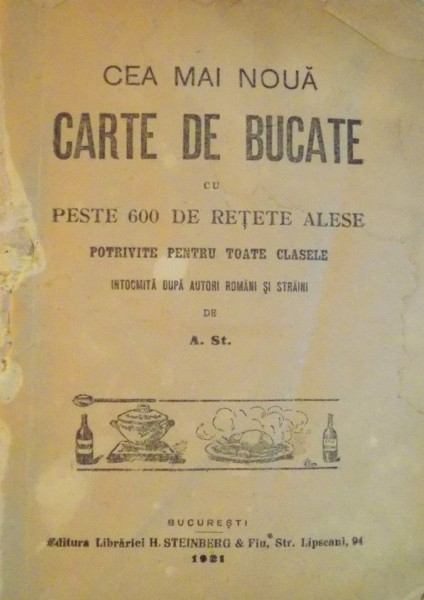 CEA MAI NOUĂ
CARTE DE BUCATE
CU
PESTE 600 DE REȚETE ALESE
POTRIVITE PENTRU TOATE CLASELE
INTOCMITĂ DUPĂ AUTORI ROMÂNI ȘI STRĂINI
DE
A. St.
BUCUREȘTI
Editura Librăriei H. STEINBERG & Fiu, Str. Lipscani, 94
1921